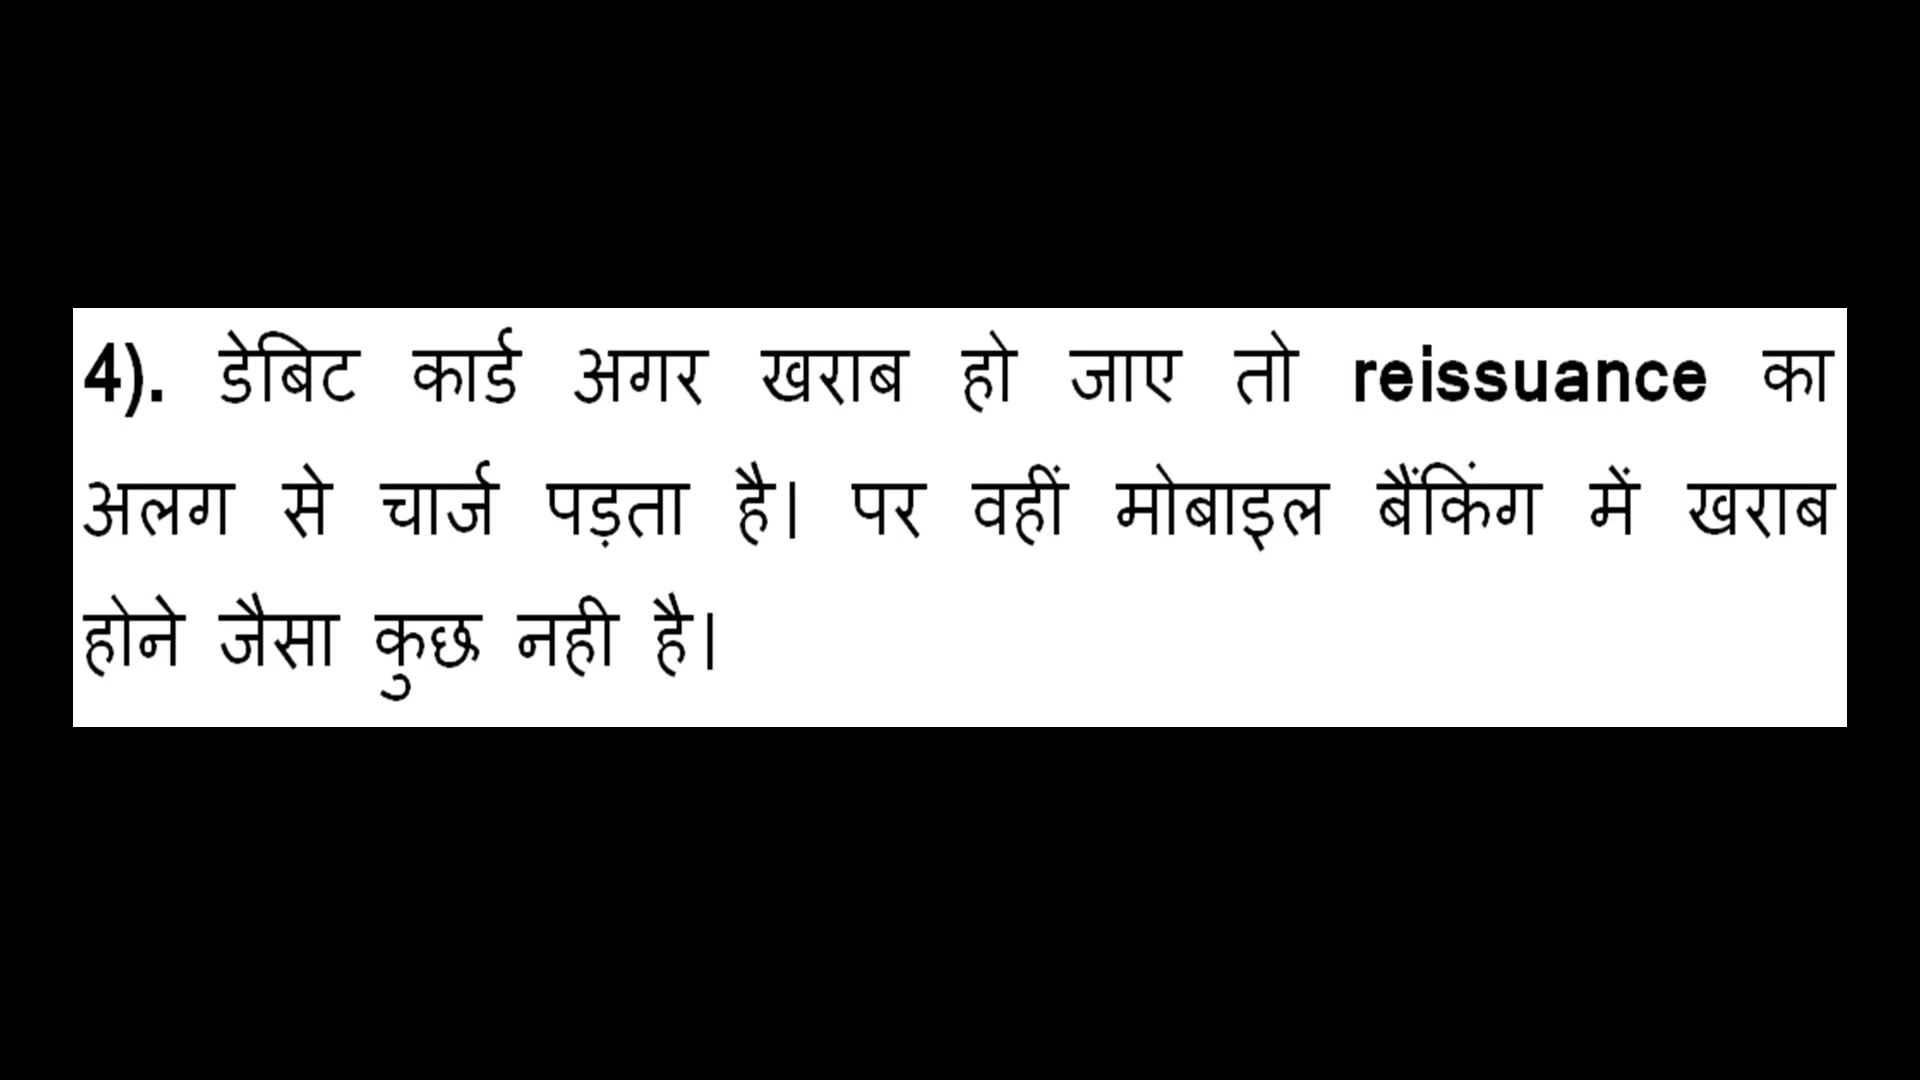 4). डेबिट कार्ड अगर खराब हो जाए तो reissuance का
अलग से चार्ज पड़ता है। पर वहीं मोबाइल बैंकिंग में खराब
होने जैसा कुछ नही है।